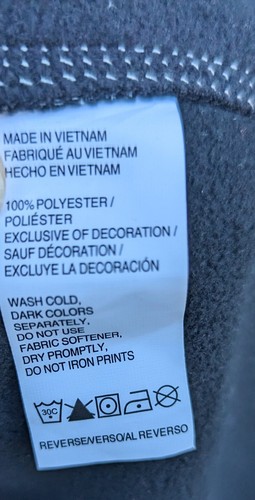 MADE IN VIETNAM
FABRIQUÉ AU VIETNAM
HECHO EN VIETNAM
100% POLYESTER /
POLIÉSTER
EXCLUSIVE OF DECORATION /
SAUF DÉCORATION /
EXCLUYE LA DECORACIÓN
WASH COLD,
DARK COLORS
SEPARATELY,
DO NOT USE
FABRIC SOFTENER,
DRY PROMPTLY,
DO NOT IRON PRINTS
30C
REVERSE/VERSO/AL REVERSO